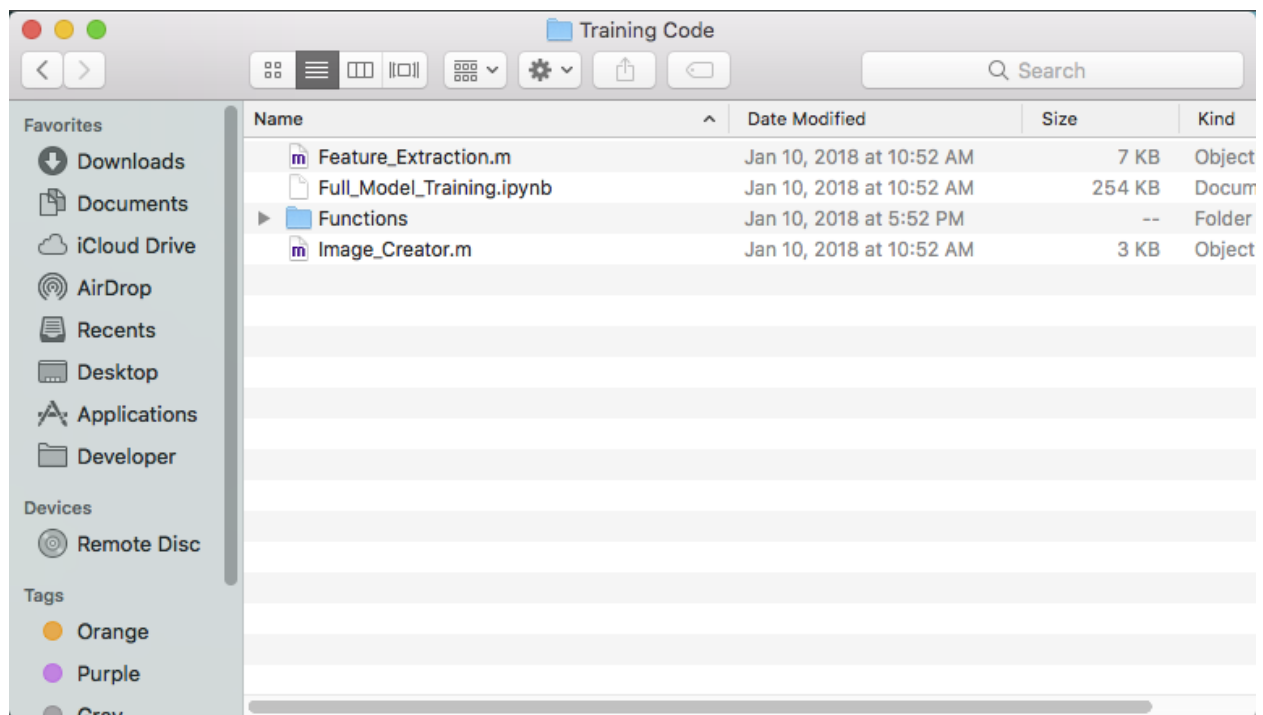 Training Code
Search
Favorites
Downloads
Documents
iCloud Drive
AirDrop
Recents
Desktop
Applications
Developer
Devices
Remote Disc
Tags
Orange
Purple
Gray
Name Date Modified Size Kind
m Feature_Extraction.m Jan 10, 2018 at 10:52 AM 7 KB Object
Full_Model_Training.ipynb Jan 10, 2018 at 10:52 AM 254 KB Docum
Functions Jan 10, 2018 at 5:52 PM -- Folder
m Image_Creator.m Jan 10, 2018 at 10:52 AM 3 KB Object